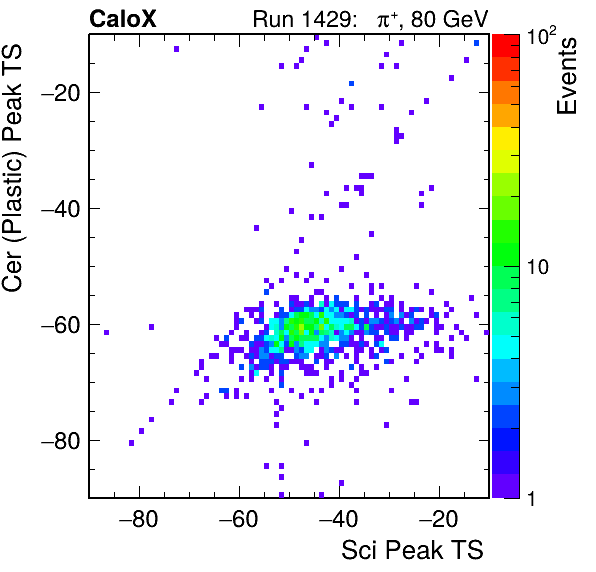 CaloX Run 1429: π⁺, 80 GeV
Cer (Plastic) Peak TS
−20
−40
−60
−80
−80 −60 −40 −20
Sci Peak TS
10²
10
1
Events